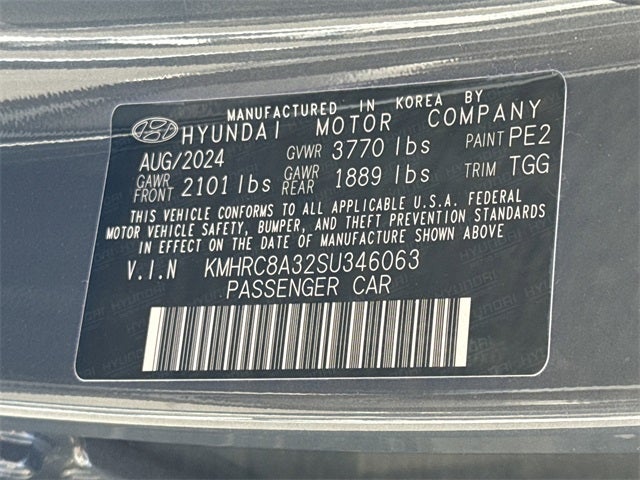 MANUFACTURED IN KOREA BY
HYUNDAI MOTOR COMPANY
AUG/2024 GVWR 3770 lbs PAINT PE2
GAWR FRONT 2101 lbs GAWR REAR 1889 lbs TRIM TGG
THIS VEHICLE CONFORMS TO ALL APPLICABLE U.S.A. FEDERAL
MOTOR VEHICLE SAFETY, BUMPER, AND THEFT PREVENTION STANDARDS
IN EFFECT ON THE DATE OF MANUFACTURE SHOWN ABOVE
V.I.N KMHRC8A32SU346063
PASSENGER CAR